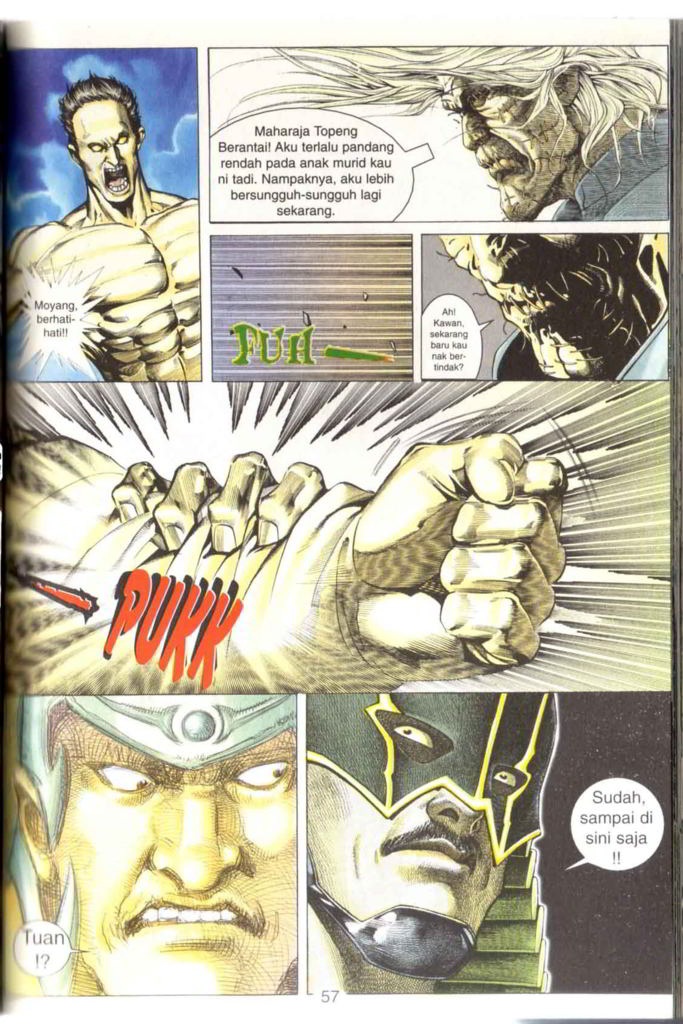 Moyang,
berhati-
hati!!
Maharaja Topeng
Berantai! Aku terlalu pandang
rendah pada anak murid kau
ni tadi. Nampaknya, aku lebih
bersungguh-sungguh lagi
sekarang.
FUH
Ah!
Kawan,
sekarang
baru kau
nak ber-
tindak?
PUKK
Tuan
!?
Sudah,
sampai di
sini saja
!!
57